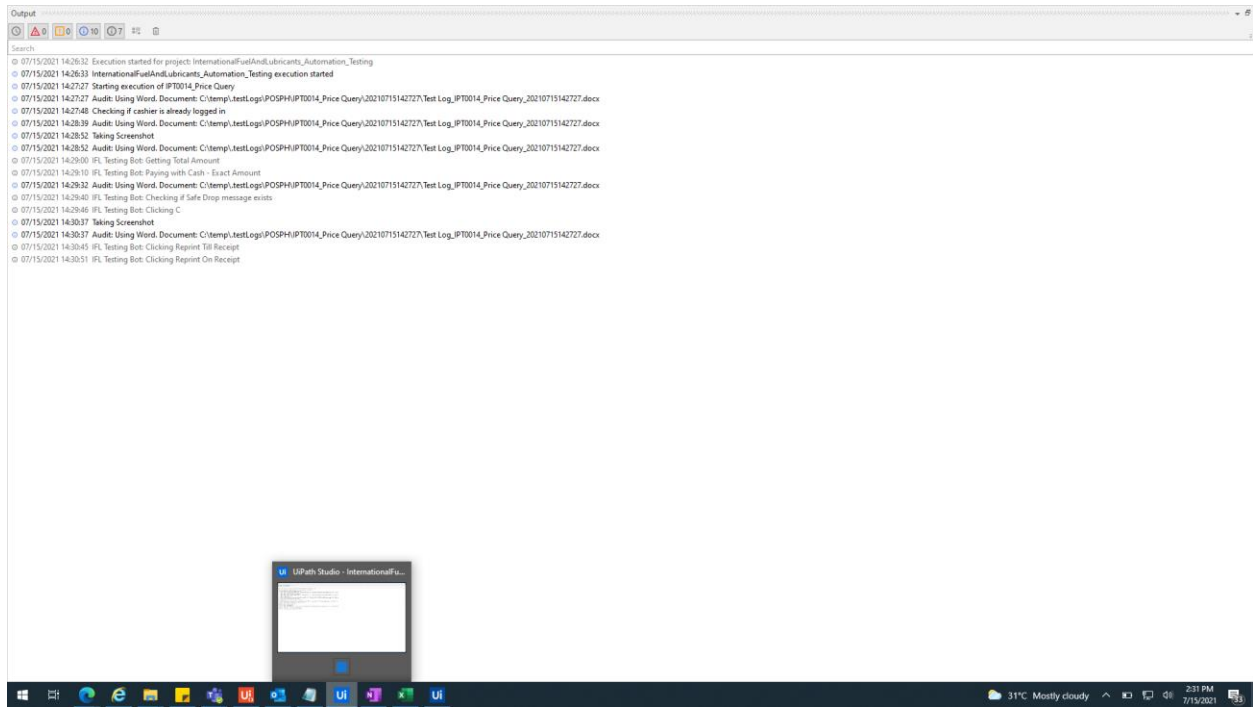 Output
0 0 10 7
Search
07/15/2021 14:26:32 Execution started for project: InternationalFuelAndLubricants_Automation_Testing
07/15/2021 14:26:33 InternationalFuelAndLubricants_Automation_Testing execution started
07/15/2021 14:27:27 Starting execution of IPT0014_Price Query
07/15/2021 14:27:27 Audit: Using Word. Document: C:\temp\.testLogs\POSPH\IPT0014_Price Query\20210715142727\Test Log_IPT0014_Price Query_20210715142727.docx
07/15/2021 14:27:48 Checking if cashier is already logged in
07/15/2021 14:28:39 Audit: Using Word. Document: C:\temp\.testLogs\POSPH\IPT0014_Price Query\20210715142727\Test Log_IPT0014_Price Query_20210715142727.docx
07/15/2021 14:28:52 Taking Screenshot
07/15/2021 14:28:52 Audit: Using Word. Document: C:\temp\.testLogs\POSPH\IPT0014_Price Query\20210715142727\Test Log_IPT0014_Price Query_20210715142727.docx
07/15/2021 14:29:00 IFL Testing Bot: Getting Total Amount
07/15/2021 14:29:10 IFL Testing Bot: Paying with Cash - Exact Amount
07/15/2021 14:29:32 Audit: Using Word. Document: C:\temp\.testLogs\POSPH\IPT0014_Price Query\20210715142727\Test Log_IPT0014_Price Query_20210715142727.docx
07/15/2021 14:29:40 IFL Testing Bot: Checking if Safe Drop message exists
07/15/2021 14:29:46 IFL Testing Bot: Clicking C
07/15/2021 14:30:37 Taking Screenshot
07/15/2021 14:30:37 Audit: Using Word. Document: C:\temp\.testLogs\POSPH\IPT0014_Price Query\20210715142727\Test Log_IPT0014_Price Query_20210715142727.docx
07/15/2021 14:30:45 IFL Testing Bot: Clicking Reprint Till Receipt
07/15/2021 14:30:51 IFL Testing Bot: Clicking Reprint On Receipt
Ui UiPath Studio - InternationalFu...
Ui Ui Ui
31°C Mostly cloudy
2:31 PM
7/15/2021
33